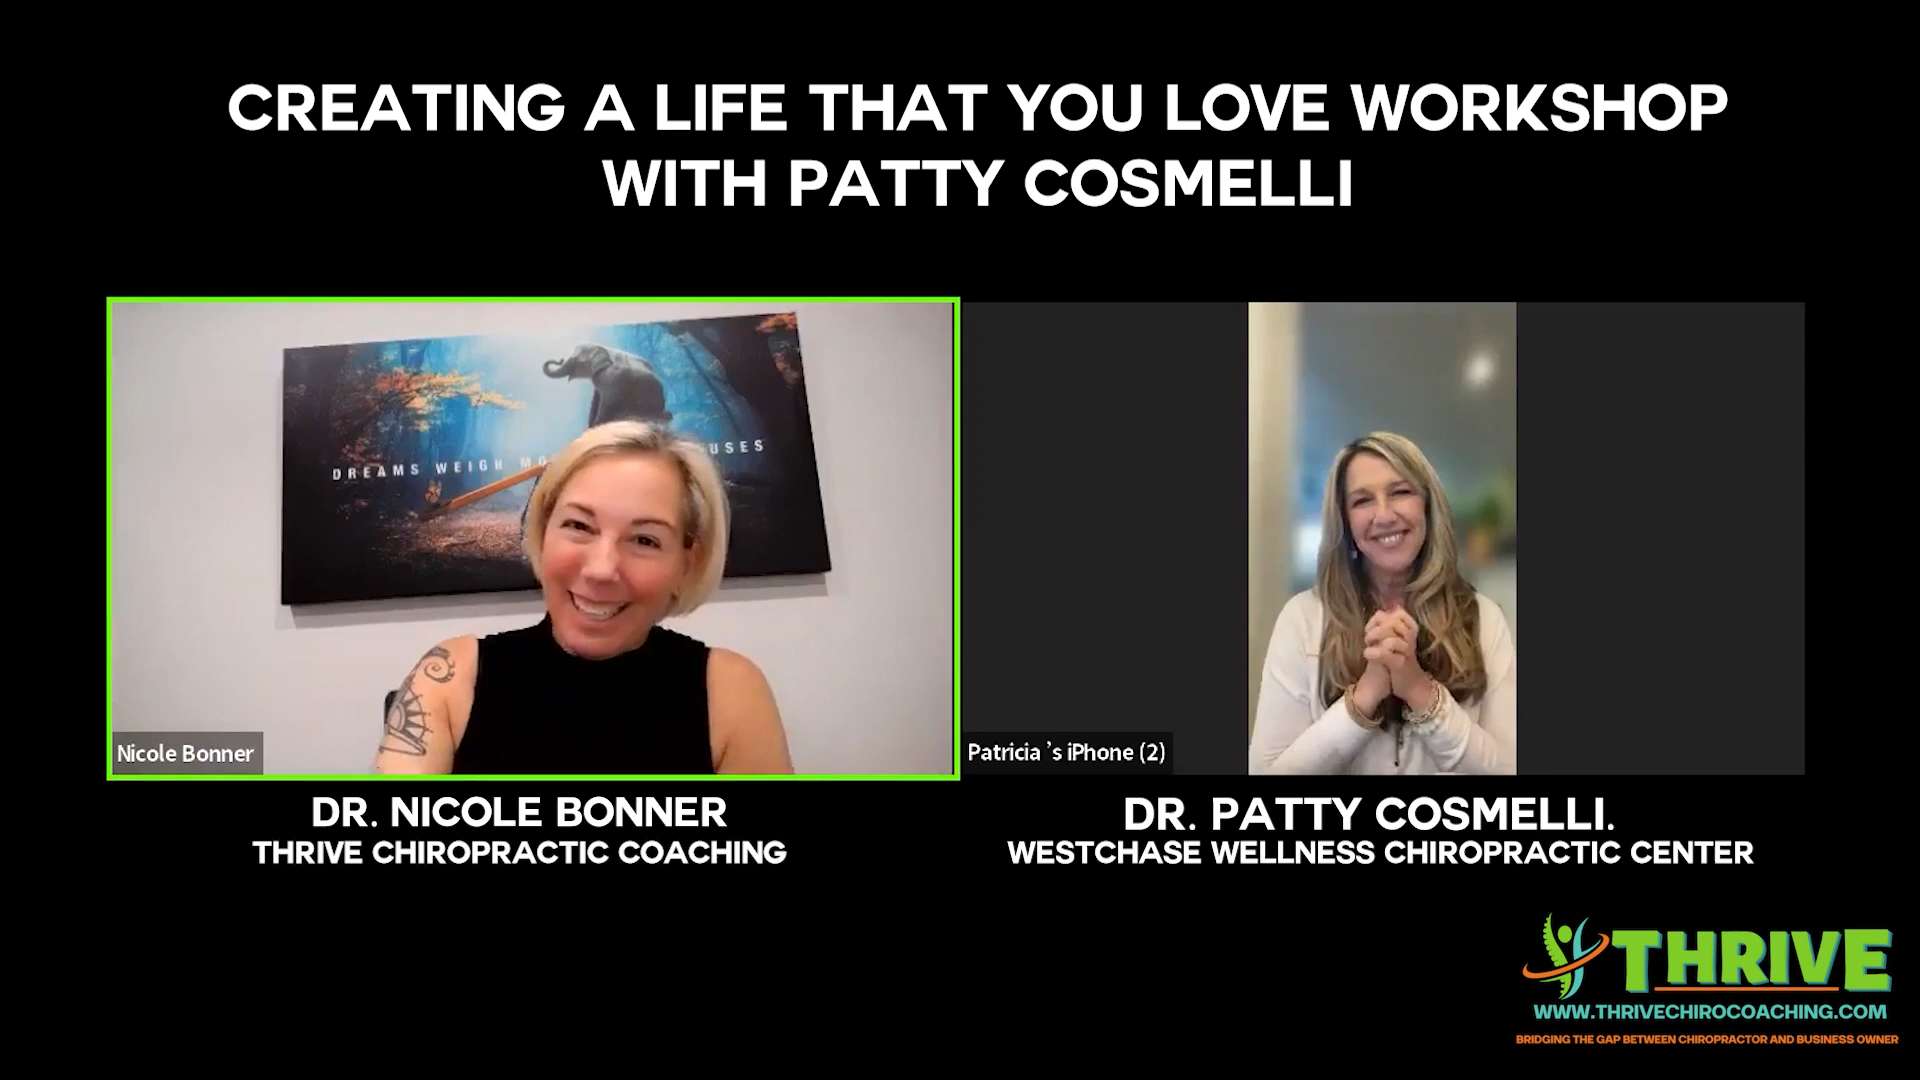 CREATING A LIFE THAT YOU LOVE WORKSHOP
WITH PATTY COSMELLI
DREAMS WEIGH
Nicole Bonner
Patricia 's iPhone (2)
DR. NICOLE BONNER
THRIVE CHIROPRACTIC COACHING
DR. PATTY COSMELLI.
WESTCHASE WELLNESS CHIROPRACTIC CENTER
THRIVE
WWW.THRIVECHIROCOACHING.COM
BRIDGING THE GAP BETWEEN CHIROPRACTOR AND BUSINESS OWNER